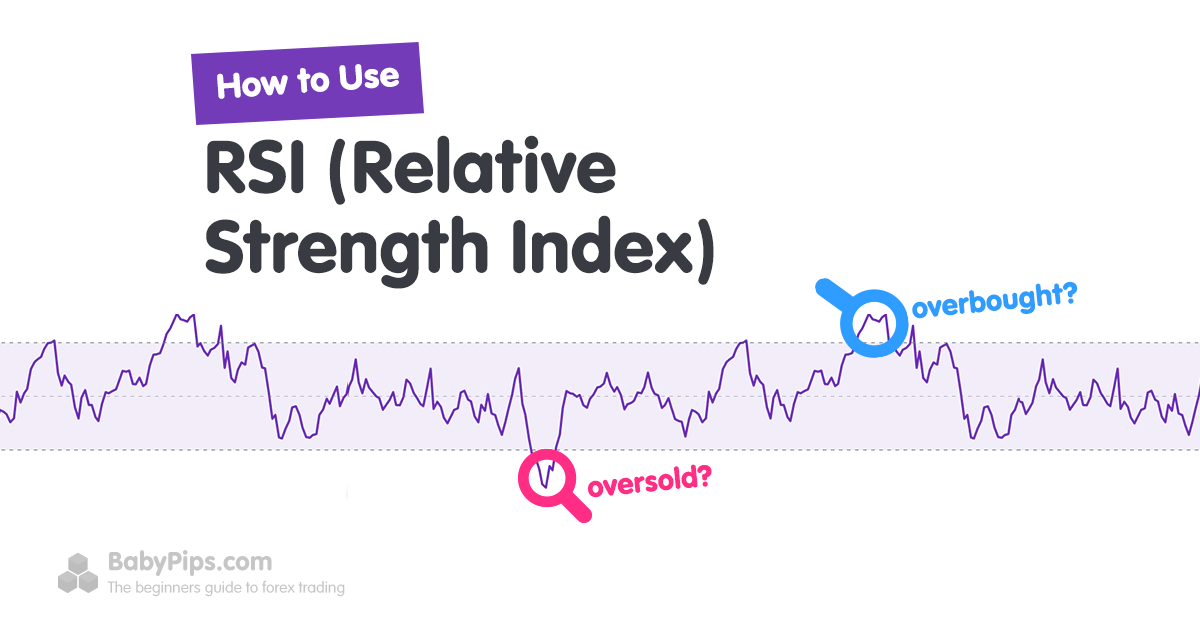 How to Use
RSI (Relative
Strength Index)
overbought?
oversold?
BabyPips.com
The beginners guide to forex trading